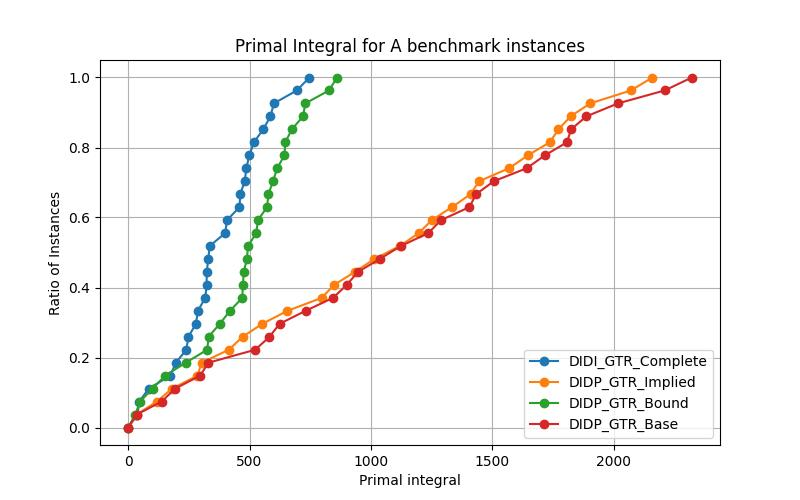 Primal Integral for A benchmark instances
Ratio of Instances
1.0
0.8
0.6
0.4
0.2
0.0
0 500 1000 1500 2000
Primal integral
DIDI_GTR_Complete
DIDP_GTR_Implied
DIDP_GTR_Bound
DIDP_GTR_Base